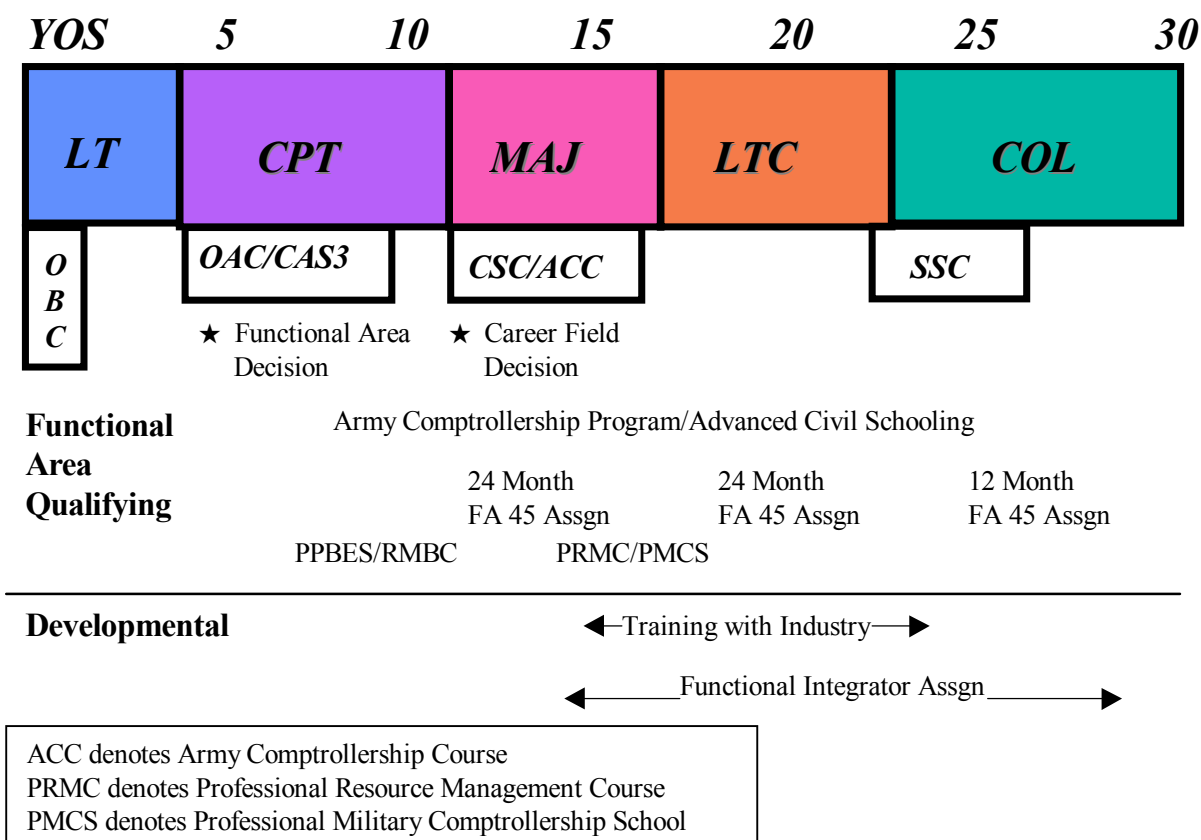 YOS 5 10 15 20 25 30
LT CPT MAJ LTC COL
O
B
C
OAC/CAS3 CSC/ACC SSC
★ Functional Area
Decision
★ Career Field
Decision
Functional
Area
Qualifying
Army Comptrollership Program/Advanced Civil Schooling
24 Month
FA 45 Assgn
24 Month
FA 45 Assgn
12 Month
FA 45 Assgn
PPBES/RMBC PRMC/PMCS
Developmental
Training with Industry
Functional Integrator Assgn
ACC denotes Army Comptrollership Course
PRMC denotes Professional Resource Management Course
PMCS denotes Professional Military Comptrollership School